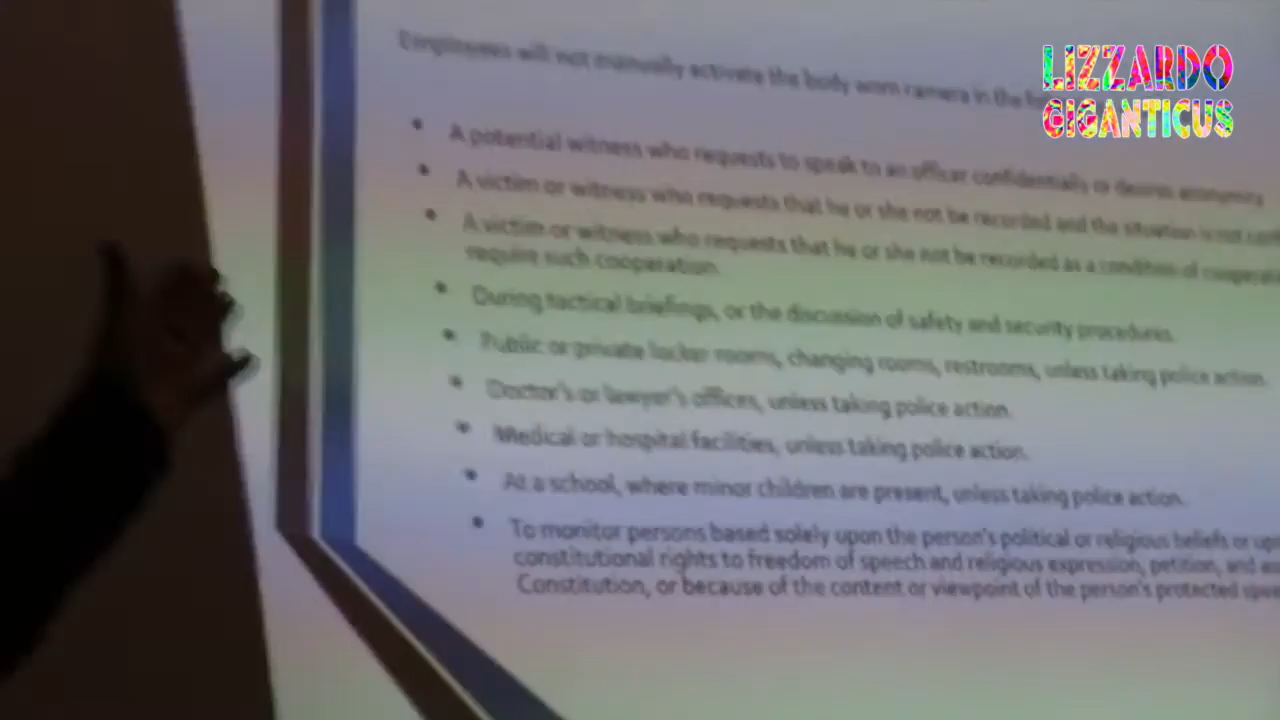 Employees will not manually activate the body worn camera in the
LIZZARDO
GIGANTICUS
• A potential witness who requests to speak to an officer confidentially or desires anonymity
• A victim or witness who requests that he or she not be recorded and the situation is not
• A victim or witness who requests that he or she not be recorded as a condition of
require such cooperation.
• During tactical briefings, or the discussion of safety and security procedures.
• Public or private locker rooms, changing rooms, restrooms, unless taking police action.
• Doctor's or lawyer's offices, unless taking police action.
• Medical or hospital facilities, unless taking police action.
• At a school, where minor children are present, unless taking police action.
• To monitor persons based solely upon the person's political or religious beliefs or
constitutional rights to freedom of speech and religious expression, petition, and
Constitution, or because of the content or viewpoint of the person's protected